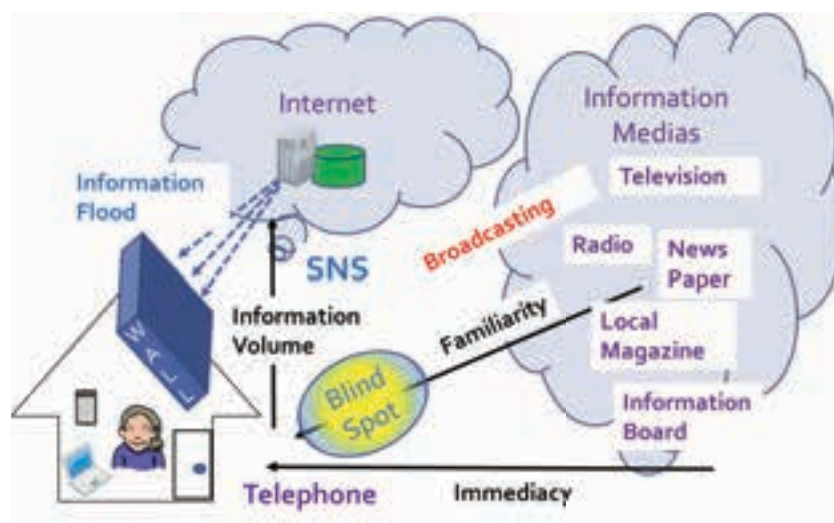 Internet
Information
Medias
Television
Information
Flood
Broadcasting
Radio
News
Paper
SNS
WALL
Information
Volume
Familiarity
Local
Magazine
Blind
Spot
Information
Board
Telephone
Immediacy